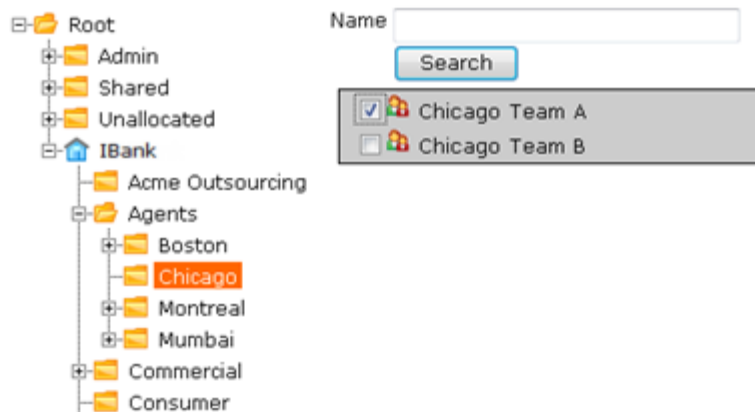 Root
Admin
Shared
Unallocated
IBank
Acme Outsourcing
Agents
Boston
Chicago
Montreal
Mumbai
Commercial
Consumer
Name
Search
Chicago Team A
Chicago Team B